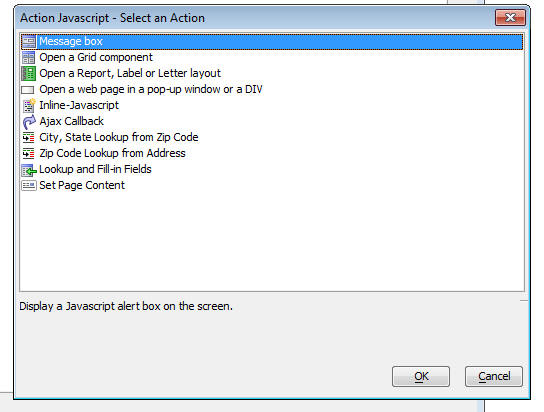 Action Javascript - Select an Action
Message box
Open a Grid component
Open a Report, Label or Letter layout
Open a web page in a pop-up window or a DIV
Inline-Javascript
Ajax Callback
City, State Lookup from Zip Code
Zip Code Lookup from Address
Lookup and Fill-in Fields
Set Page Content
Display a Javascript alert box on the screen.
OK
Cancel